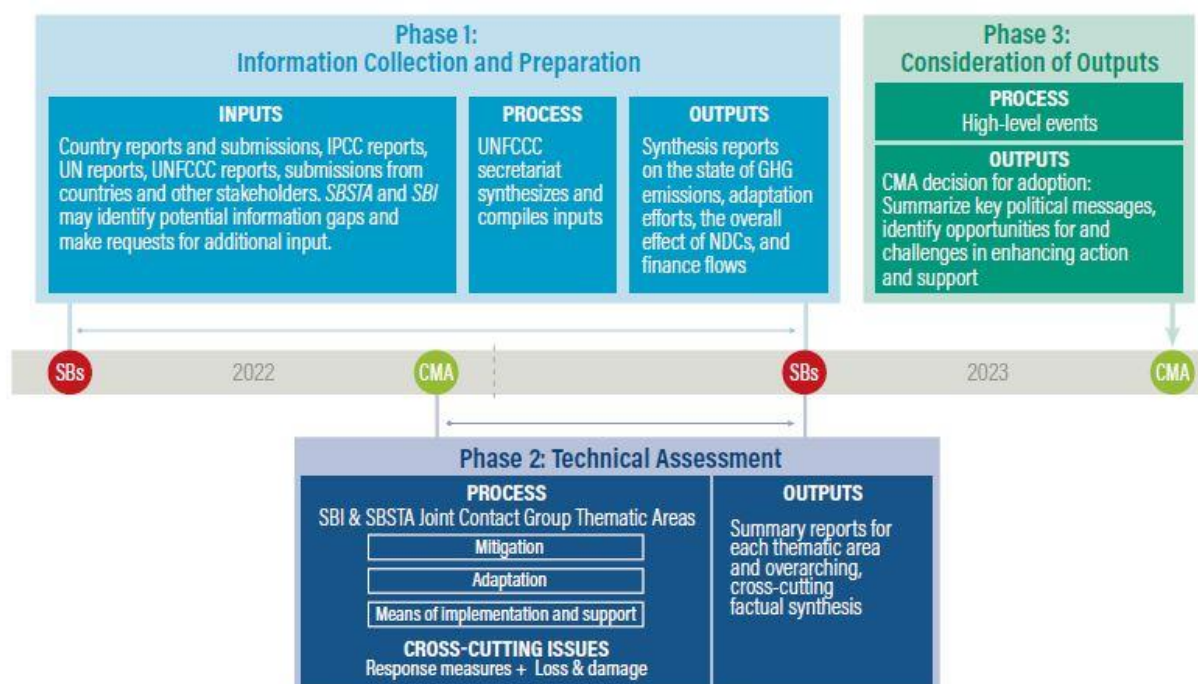 Phase 1:
Information Collection and Preparation
INPUTS
Country reports and submissions, IPCC reports,
UN reports, UNFCCC reports, submissions from
countries and other stakeholders. SBSTA and SBI
may identify potential information gaps and
make requests for additional input.
PROCESS
UNFCCC
secretariat
synthesizes and
compiles inputs
OUTPUTS
Synthesis reports
on the state of GHG
emissions, adaptation
efforts, the overall
effect of NDCs, and
finance flows
Phase 3:
Consideration of Outputs
PROCESS
High-level events
OUTPUTS
CMA decision for adoption:
Summarize key political messages,
identify opportunities for and
challenges in enhancing action
and support
SBs
2022
CMA
SBs
2023
CMA
Phase 2: Technical Assessment
PROCESS
SBI & SBSTA Joint Contact Group Thematic Areas
Mitigation
Adaptation
Means of implementation and support
CROSS-CUTTING ISSUES
Response measures + Loss & damage
OUTPUTS
Summary reports for
each thematic area
and overarching,
cross-cutting
factual synthesis